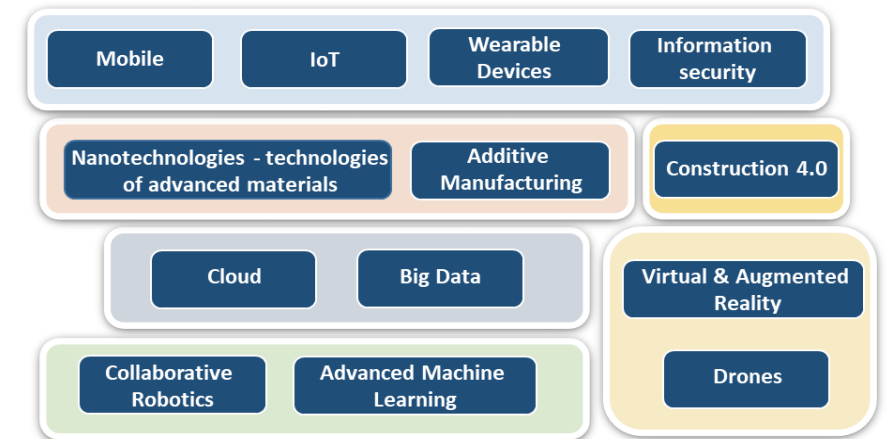 Mobile
IoT
Wearable
Devices
Information
security
Nanotechnologies - technologies
of advanced materials
Additive
Manufacturing
Construction 4.0
Cloud
Big Data
Virtual & Augmented
Reality
Collaborative
Robotics
Advanced Machine
Learning
Drones